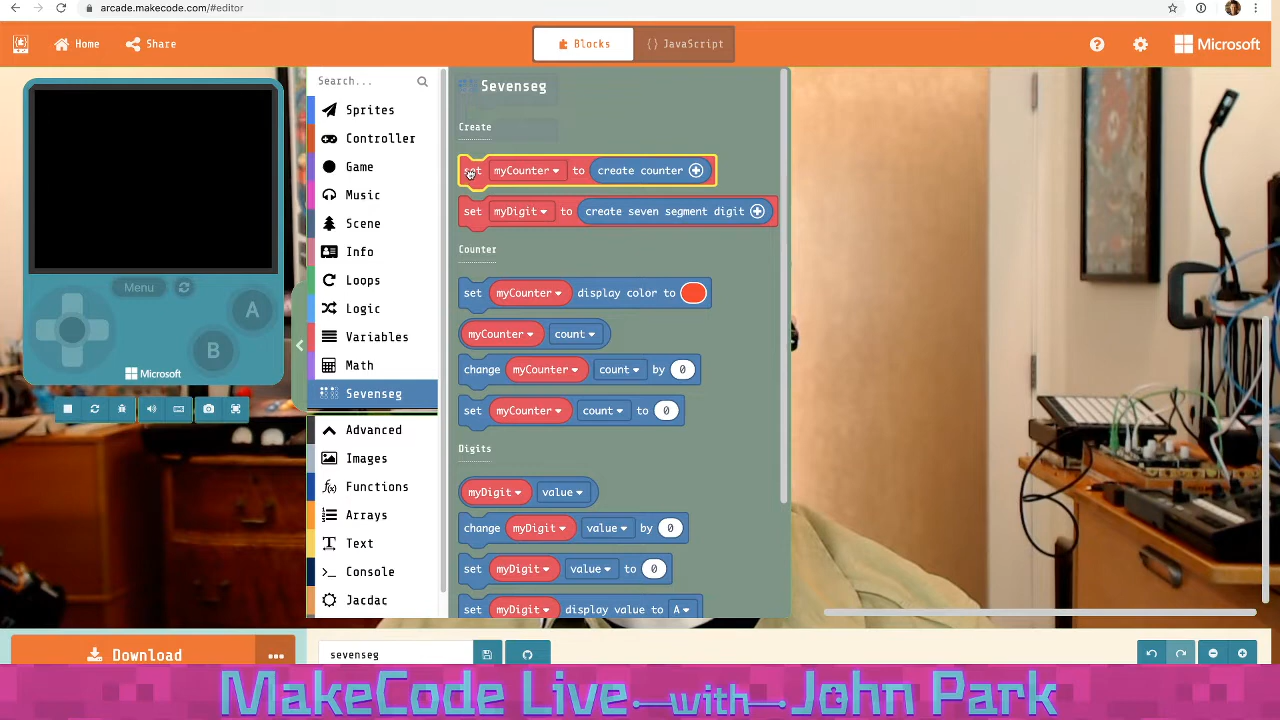 arcade.makecode.com/#editor
Home
Share
Blocks
JavaScript
Microsoft
Search...
Sprites
Controller
Game
Music
Scene
Info
Loops
Logic
Variables
Math
Sevenseg
Advanced
Images
Functions
Arrays
Text
Console
Jacdac
Menu
A
B
Microsoft
Sevenseg
Create
set myCounter to create counter
set myDigit to create seven segment digit
Counter
set myCounter display color to
myCounter count
change myCounter count by 0
set myCounter count to 0
Digits
myDigit value
change myDigit value by 0
set myDigit value to 0
set myDigit display value to A
Download
sevenseg
MakeCode Live with John Park